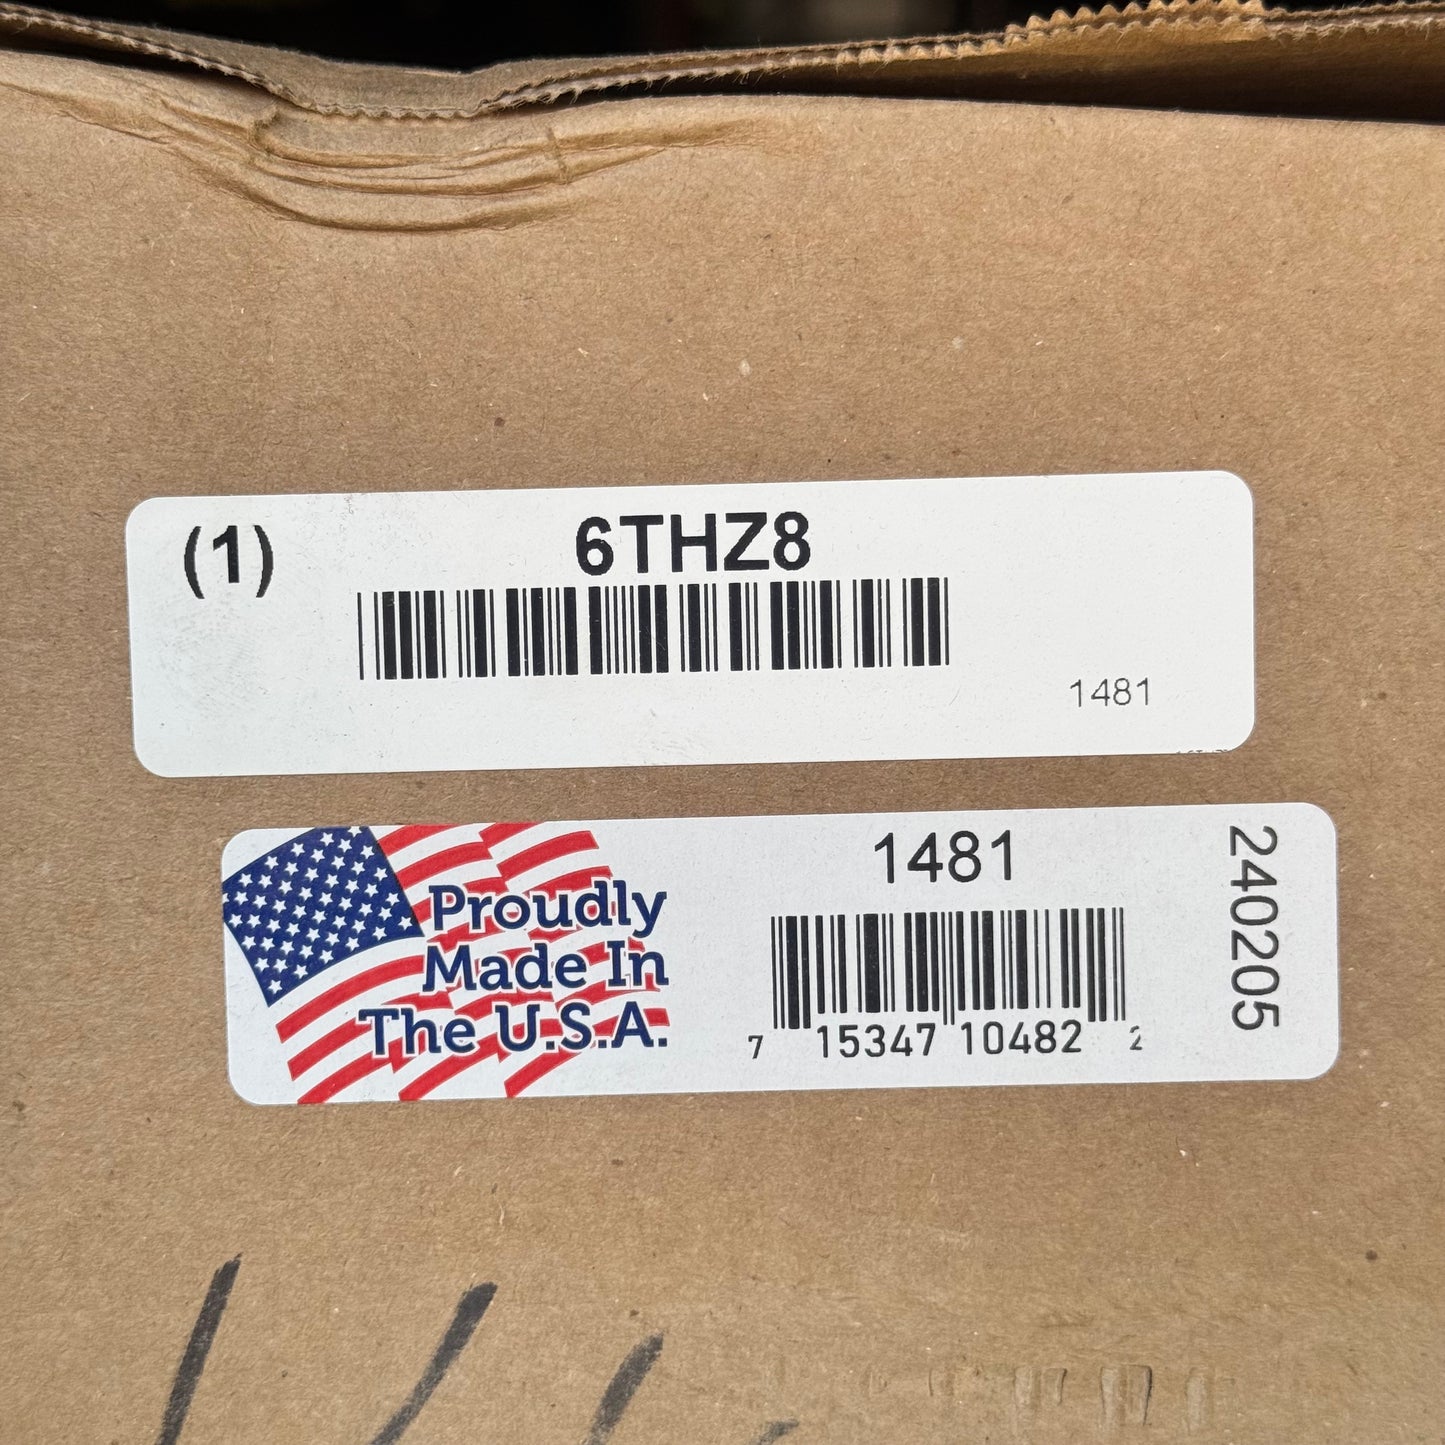 (1) 6THZ8
1481
Proudly
Made In
The U.S.A.
1481
7 15347 10482 2
240205